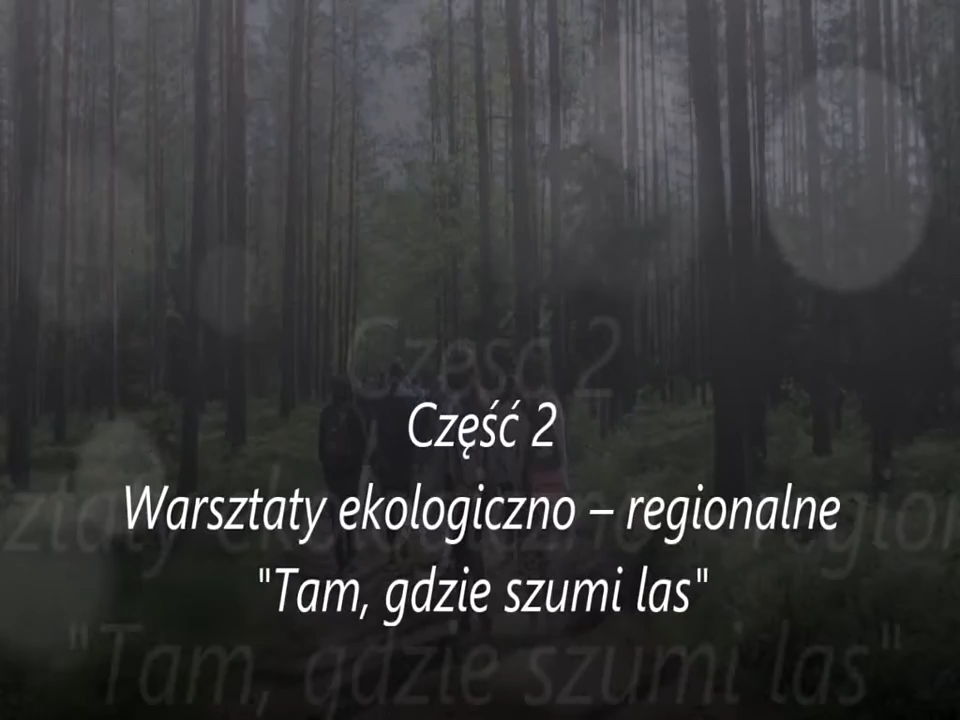 Część 2
Warsztaty ekologiczno – regionalne
"Tam, gdzie szumi las"